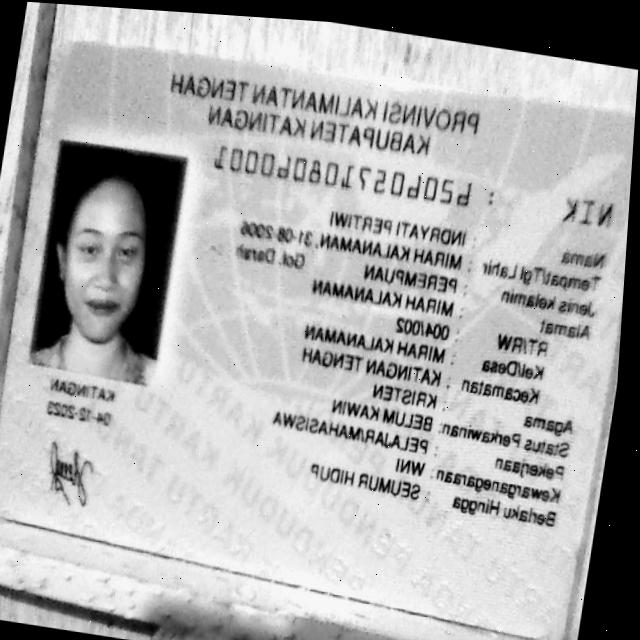 PROVINSI KALIMANTAN TENGAH
KABUPATEN KATINGAN
NIK : 6206057108060001
Nama : INDRYATI PERTIWI
Tempat/Tgl Lahir : MIRAH KALANAMAN, 31-08-2006
Jenis kelamin : PEREMPUAN Gol. Darah
Alamat : MIRAH KALANAMAN
RT/RW : 004/002
Kel/Desa : MIRAH KALANAMAN
Kecamatan : KATINGAN TENGAH
Agama : KRISTEN
Status Perkawinan: BELUM KAWIN
Pekerjaan : PELAJAR/MAHASISWA
Kewarganegaraan: WNI
Berlaku Hingga : SEUMUR HIDUP
KATINGAN
04-12-2023